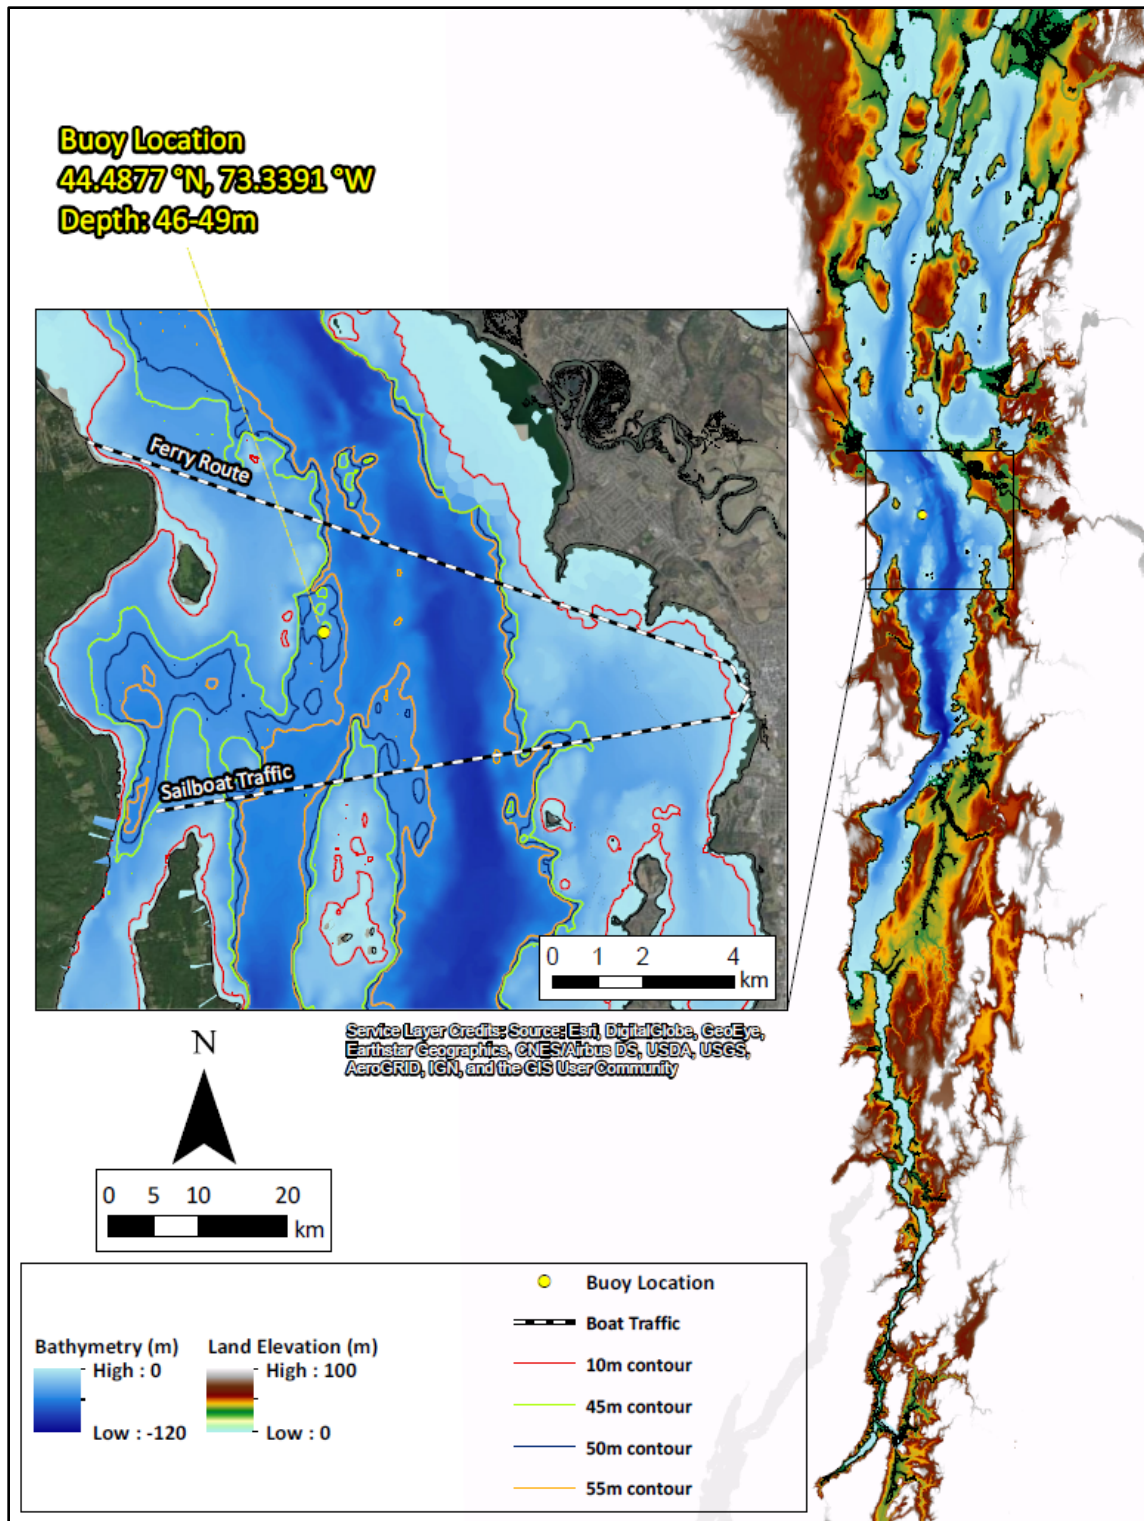 Buoy Location
44.4877 °N, 73.3391 °W
Depth: 46-49m
Ferry Route
Sailboat Traffic
0 1 2 4
km
Service Layer Credits: Source: Esri, DigitalGlobe, GeoEye,
Earthstar Geographics, CNES/Airbus DS, USDA, USGS,
AeroGRID, IGN, and the GIS User Community
N
0 5 10 20
km
Bathymetry (m)
High : 0
Low : -120
Land Elevation (m)
High : 100
Low : 0
Buoy Location
Boat Traffic
10m contour
45m contour
50m contour
55m contour